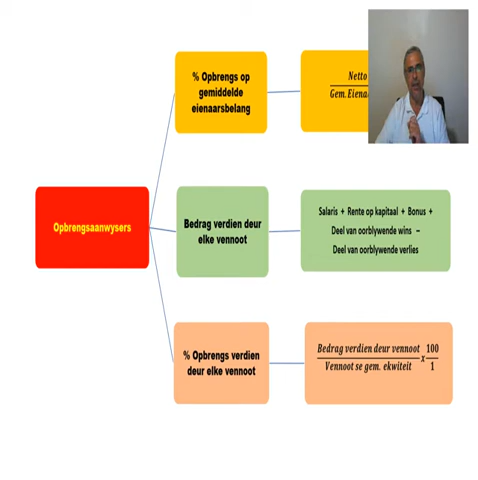 % Opbrengs op
gemiddelde
eienaarsbelang
Netto
Opbrengsaanwysers
Bedrag verdien deur
elke vennoot
Salaris + Rente op kapitaal + Bonus +
Deel van oorblywende wins –
Deel van oorblywende verlies
% Opbrengs verdien
deur elke vennoot
Bedrag verdien deur vennoot
Vennoot se gem. ekwiteit
x
100
1